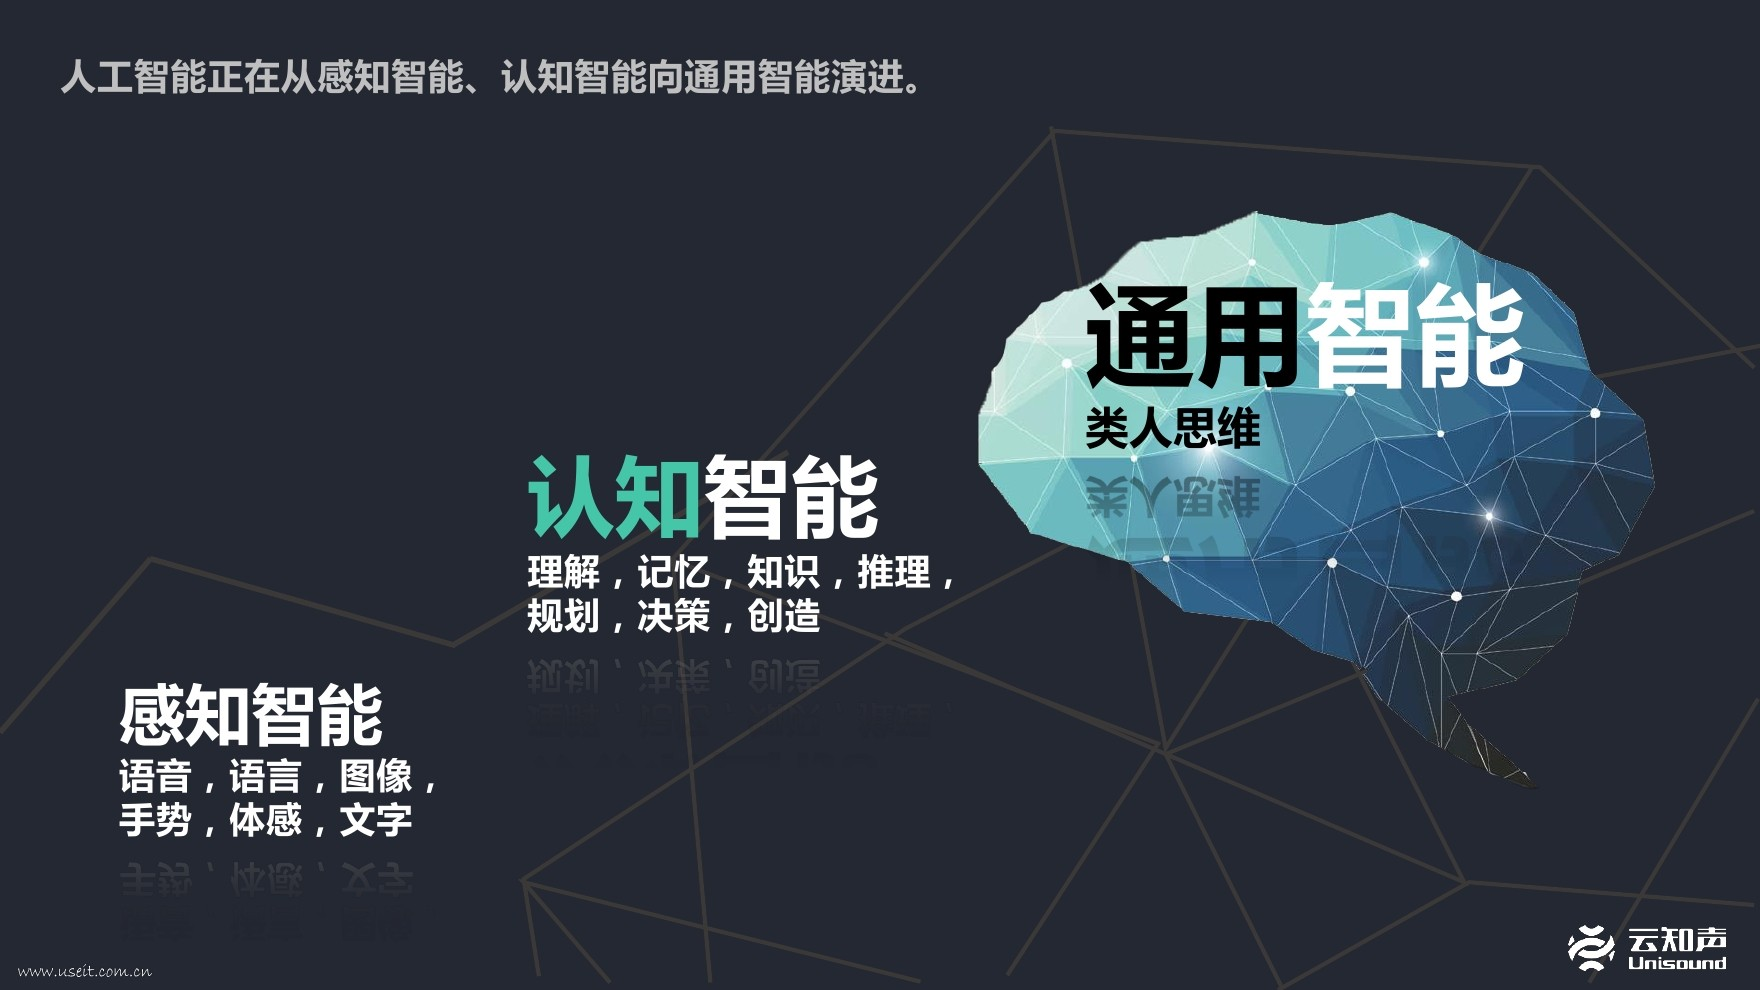 人工智能正在从感知智能、认知智能向通用智能演进。
通用智能
类人思维
认知智能
理解，记忆，知识，推理，
规划，决策，创造
感知智能
语音，语言，图像，
手势，体感，文字
云知声
Unisound
www.useit.com.cn